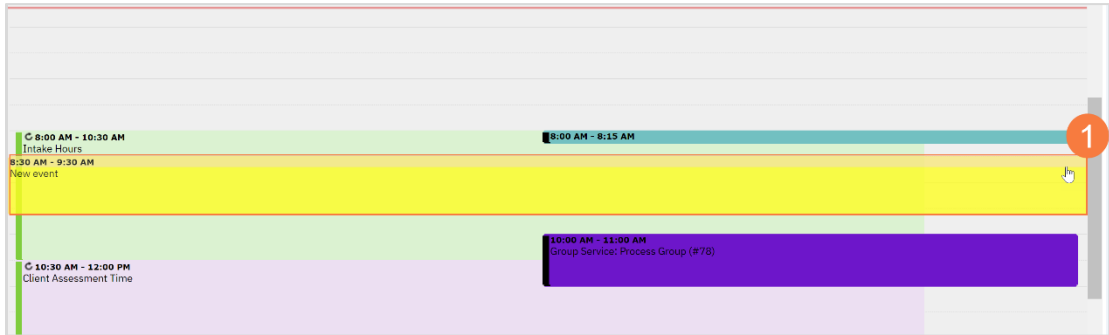 8:00 AM - 10:30 AM
Intake Hours
8:00 AM - 8:15 AM
1
8:30 AM - 9:30 AM
New event
10:00 AM - 11:00 AM
Group Service: Process Group (#78)
10:30 AM - 12:00 PM
Client Assessment Time